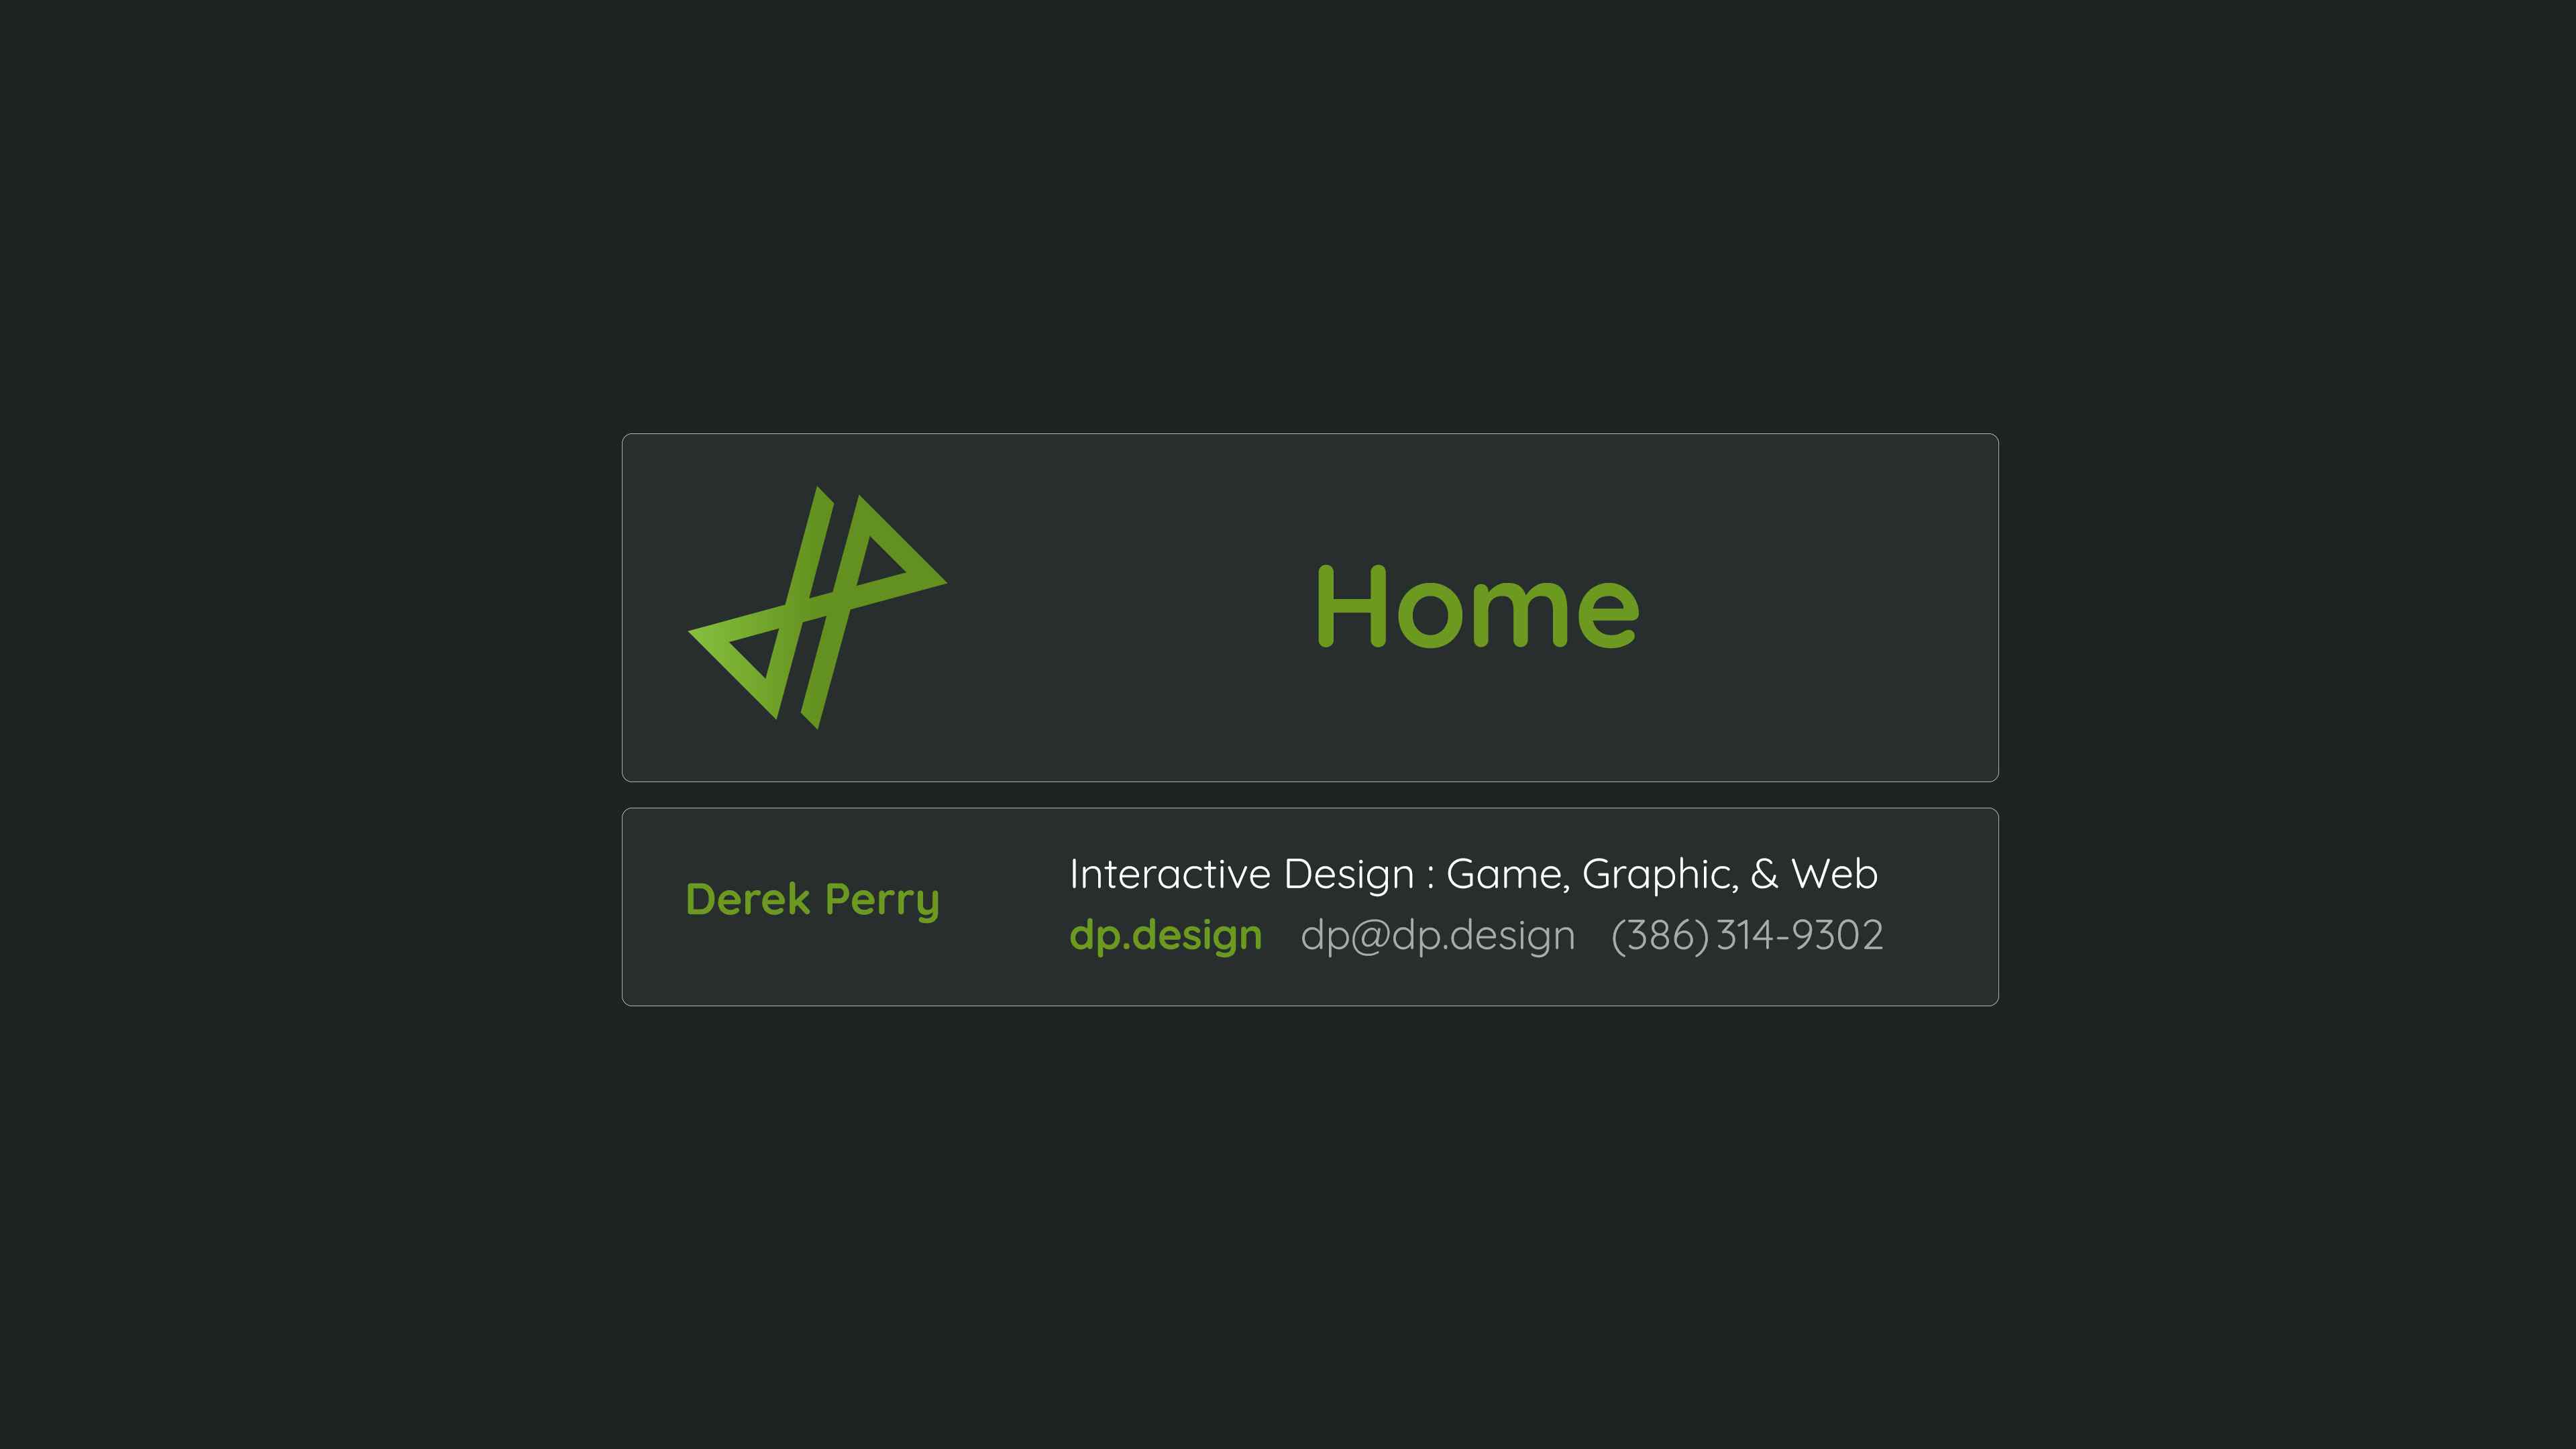 Home
Derek Perry
Interactive Design : Game, Graphic, & Web
dp.design dp@dp.design (386) 314-9302